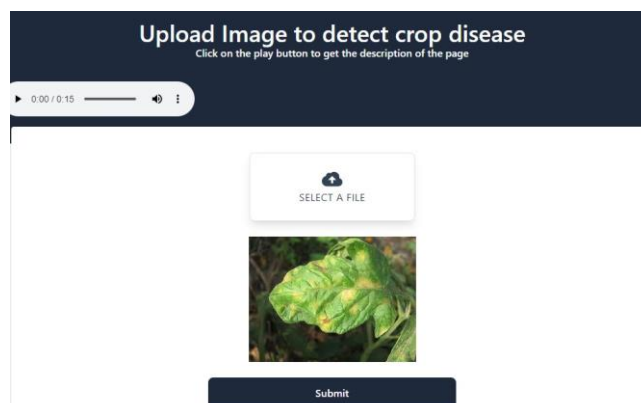 Upload Image to detect crop disease
Click on the play button to get the description of the page
0:00 / 0:15
SELECT A FILE
Submit